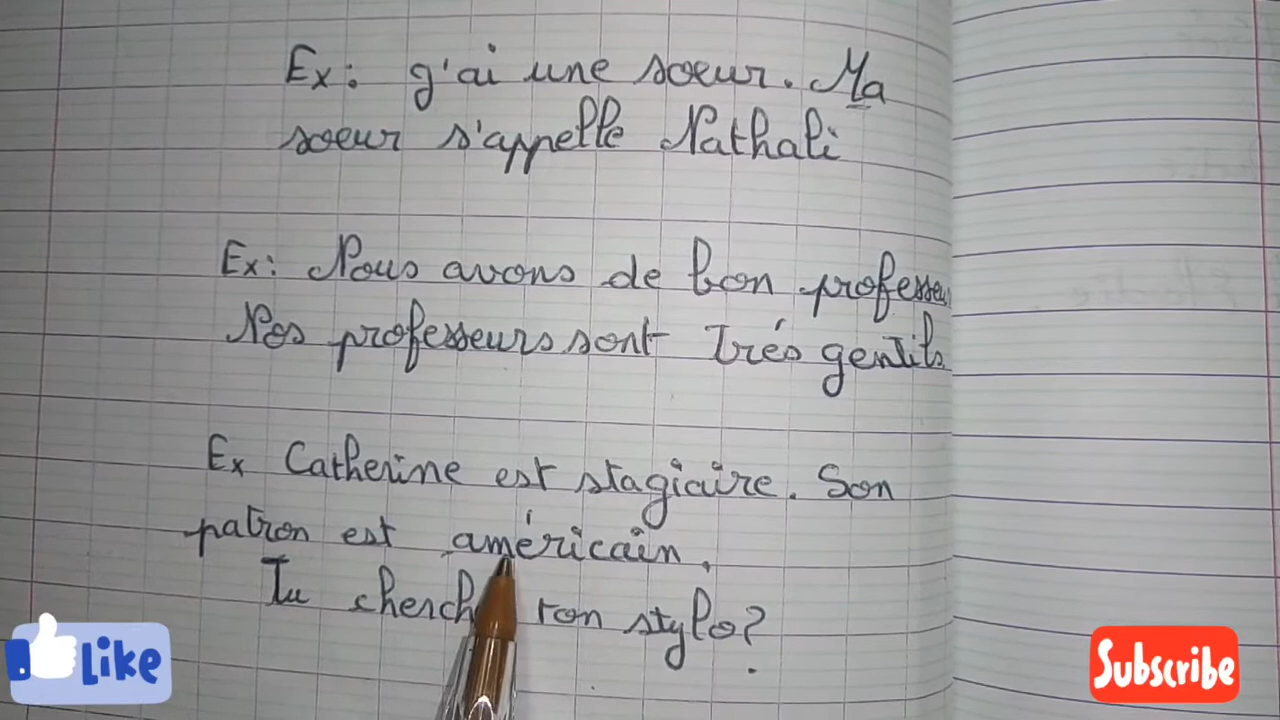 Ex: j'ai une soeur. Ma
soeur s'appelle Nathali
Ex: Nous avons de bon professeu
Nos professeurs sont Trés gentils.
Ex Catherine est stagiaire. Son
patron est américain.
Tu cherch ton stylo?
Like
Subscribe